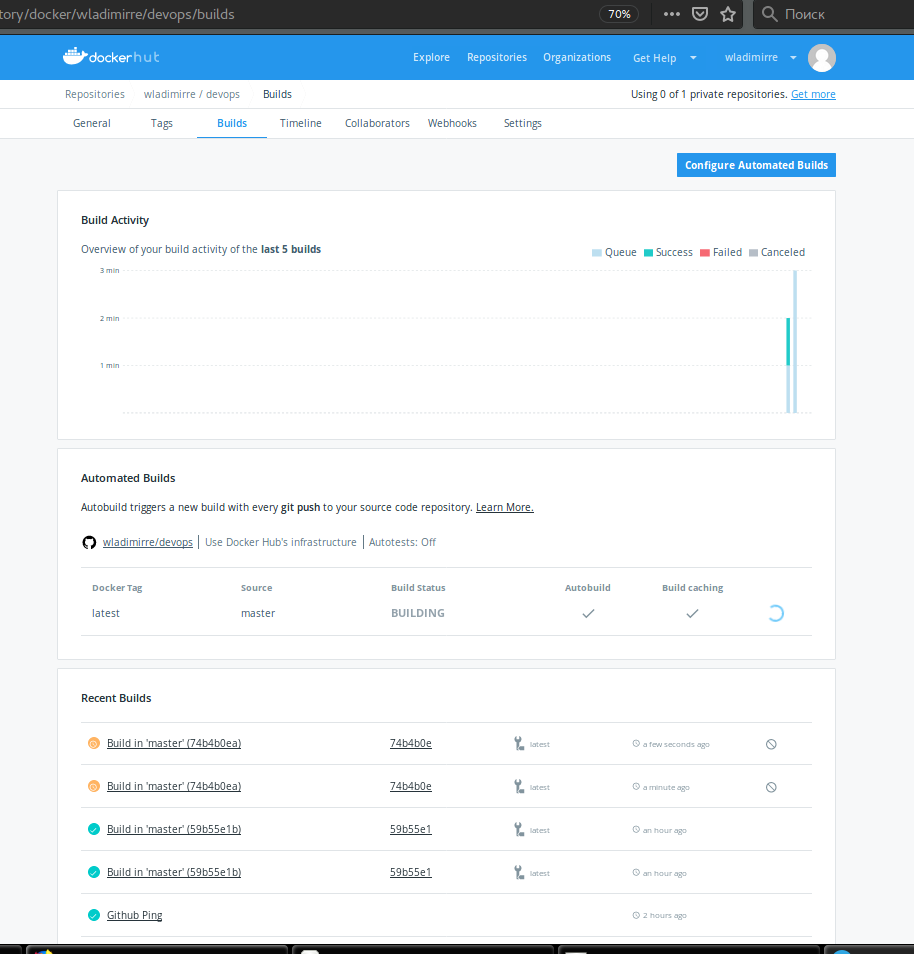 tory/docker/wladimirre/devops/builds 70% Поиск
dockerhub Explore Repositories Organizations Get Help wladimirre
Repositories wladimirre / devops Builds Using 0 of 1 private repositories. Get more
General Tags Builds Timeline Collaborators Webhooks Settings
Configure Automated Builds
Build Activity
Overview of your build activity of the last 5 builds
Queue Success Failed Canceled
3 min
2 min
1 min
Automated Builds
Autobuild triggers a new build with every git push to your source code repository. Learn More.
wladimirre/devops Use Docker Hub's infrastructure Autotests: Off
Docker Tag Source Build Status Autobuild Build caching
latest master BUILDING
Recent Builds
Build in 'master' (74b4b0ea) 74b4b0e latest a few seconds ago
Build in 'master' (74b4b0ea) 74b4b0e latest a minute ago
Build in 'master' (59b55e1b) 59b55e1 latest an hour ago
Build in 'master' (59b55e1b) 59b55e1 latest an hour ago
Github Ping 2 hours ago